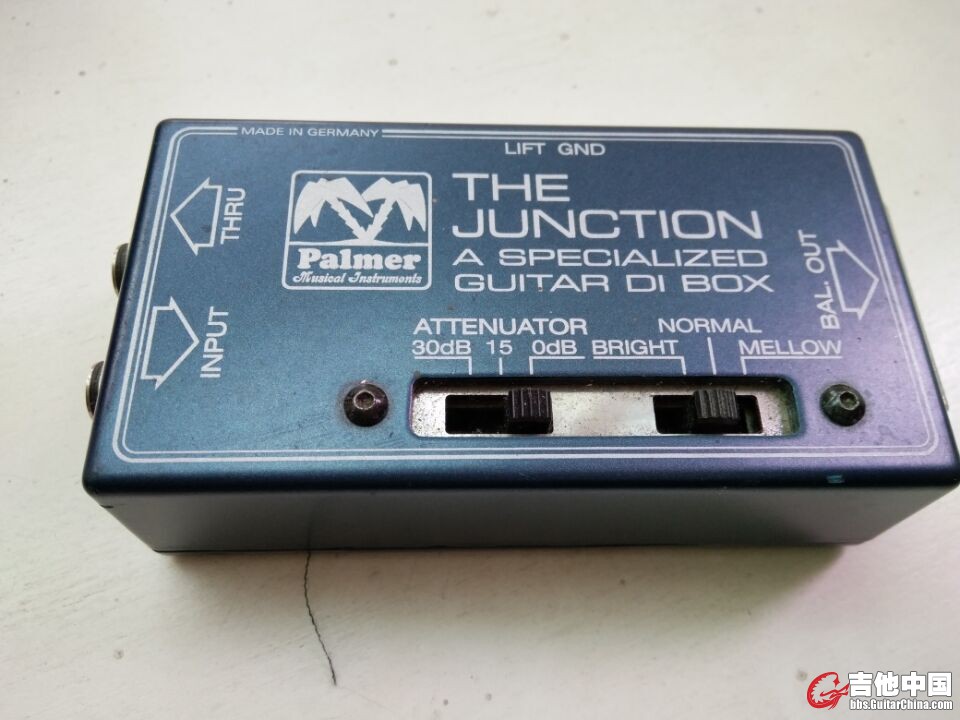 MADE IN GERMANY
LIFT GND
THRU
INPUT
Palmer
Musical Instruments
THE
JUNCTION
A SPECIALIZED
GUITAR DI BOX
BAL. OUT
ATTENUATOR
30dB 15 0dB
NORMAL
BRIGHT MELLOW
吉他中国
bbs.GuitarChina.com